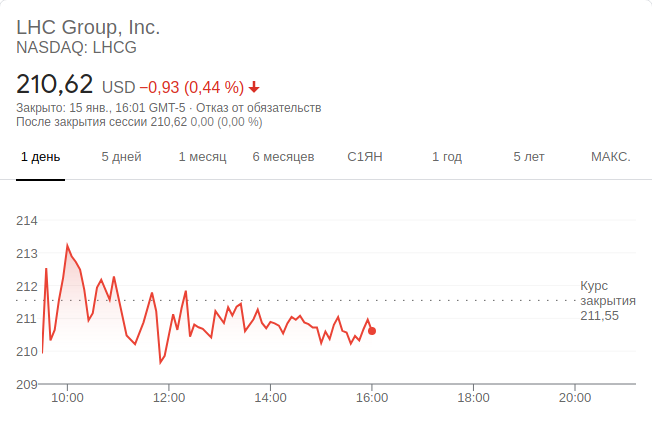 LHC Group, Inc.
NASDAQ: LHCG
210,62 USD −0,93 (0,44 %)
Закрыто: 15 янв., 16:01 GMT-5 · Отказ от обязательств
После закрытия сессии 210,62 0,00 (0,00 %)
1 день 5 дней 1 месяц 6 месяцев С1ЯН 1 год 5 лет МАКС.
214
213
212
211
210
209
Курс
закрытия
211,55
10:00 12:00 14:00 16:00 18:00 20:00